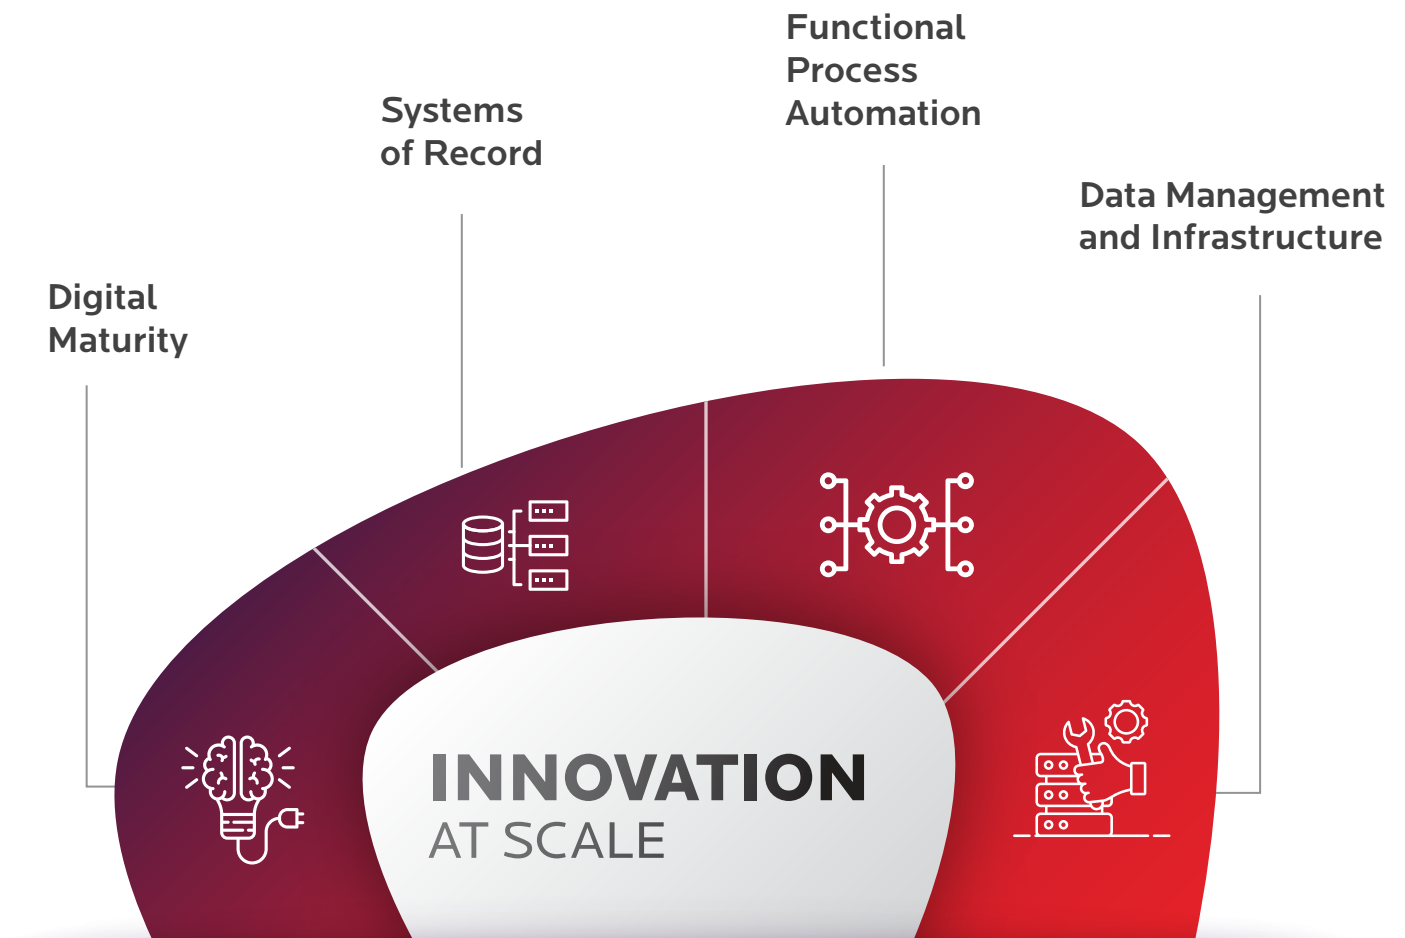 Functional
Process
Automation
Systems
of Record
Data Management
and Infrastructure
Digital
Maturity
INNOVATION
AT SCALE